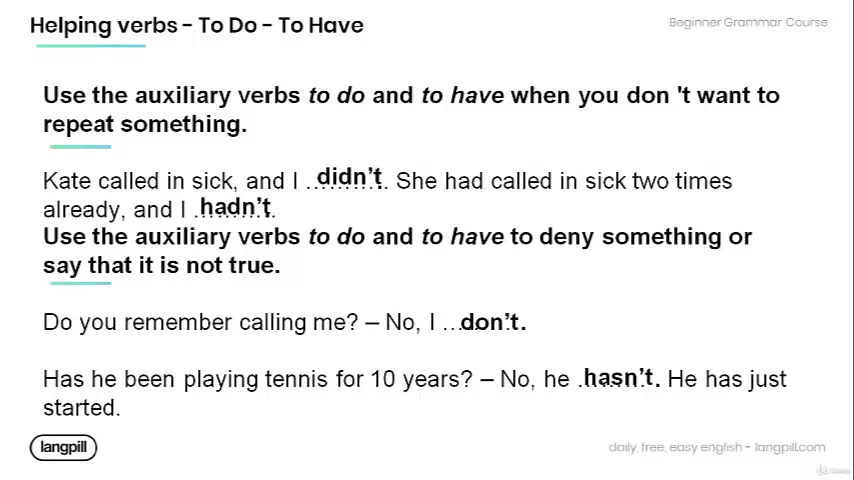 Helping verbs - To Do - To Have
Beginner Grammar Course
Use the auxiliary verbs to do and to have when you don 't want to
repeat something.
Kate called in sick, and I ...didn't. She had called in sick two times
already, and I .hadn't.
Use the auxiliary verbs to do and to have to deny something or
say that it is not true.
Do you remember calling me? – No, I ...don't.
Has he been playing tennis for 10 years? – No, he .hasn't. He has just
started.
langpill
daily, free, easy english - langpill.com